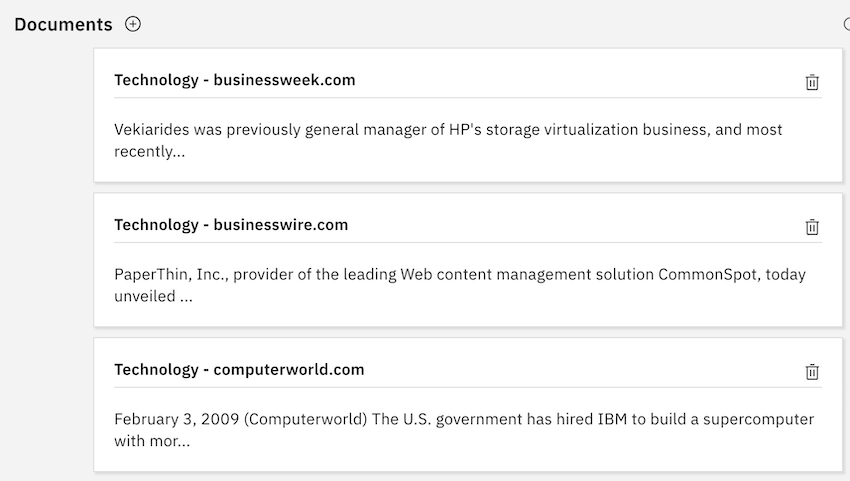 Documents
Technology - businessweek.com
Vekiarides was previously general manager of HP's storage virtualization business, and most
recently...
Technology - businesswire.com
PaperThin, Inc., provider of the leading Web content management solution CommonSpot, today
unveiled ...
Technology - computerworld.com
February 3, 2009 (Computerworld) The U.S. government has hired IBM to build a supercomputer
with mor...